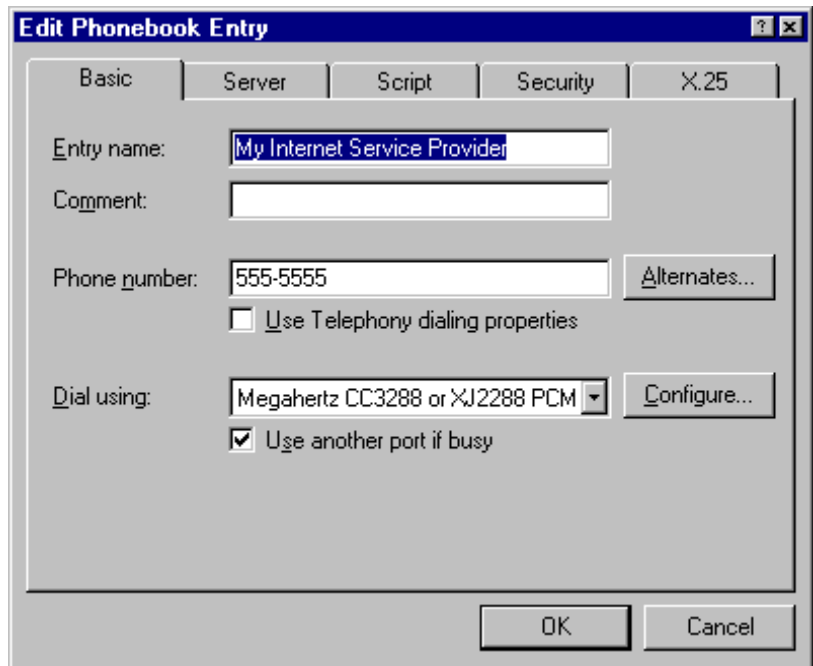 Edit Phonebook Entry
Basic Server Script Security X.25
Entry name: My Internet Service Provider
Comment:
Phone number: 555-5555 Alternates...
Use Telephony dialing properties
Dial using: Megahertz CC3288 or XJ2288 PCM Configure...
Use another port if busy
OK Cancel